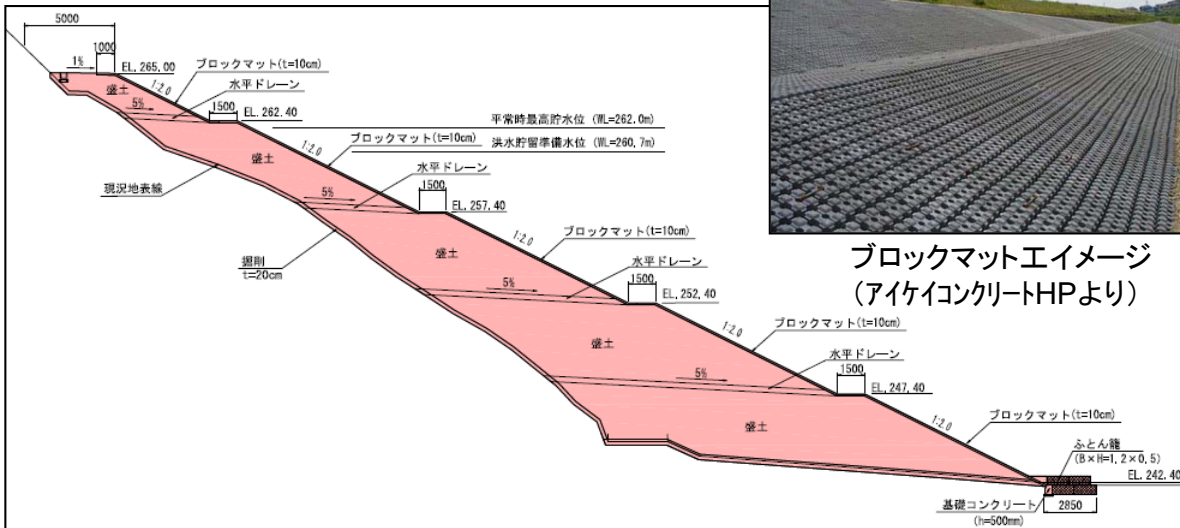 5000
1000
1%
EL.265.00
ブロックマット(t=10cm)
水平ドレーン
盛土
1:2.0
5%
1500
EL.262.40
平常時最高貯水位 (WL=262.0m)
ブロックマット(t=10cm)
洪水貯留準備水位 (WL=260.7m)
盛土
1:2.0
水平ドレーン
現況地表線
5%
1500
EL.257.40
ブロックマット(t=10cm)
掘削
t=20cm
盛土
1:2.0
水平ドレーン
5%
1500
EL.252.40
ブロックマット(t=10cm)
盛土
1:2.0
水平ドレーン
5%
1500
EL.247.40
ブロックマット(t=10cm)
盛土
1:2.0
ふとん籠
(B×H=1.2×0.5)
EL.242.40
基礎コンクリート
(h=500mm)
2850
ブロックマット工イメージ
(アイケイコンクリートHPより)